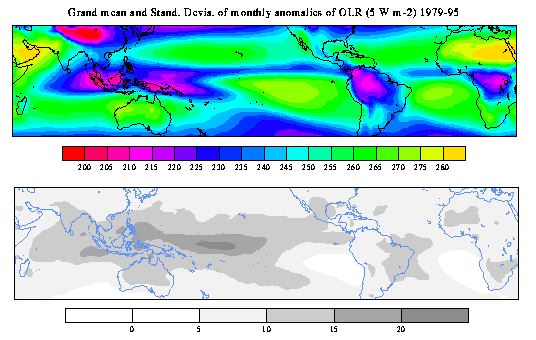 Grand mean and Stand. Devia. of monthly anomalies of OLR (5 W m-2) 1979-95
200 205 210 215 220 225 230 235 240 245 250 255 260 265 270 275 280
0 5 10 15 20